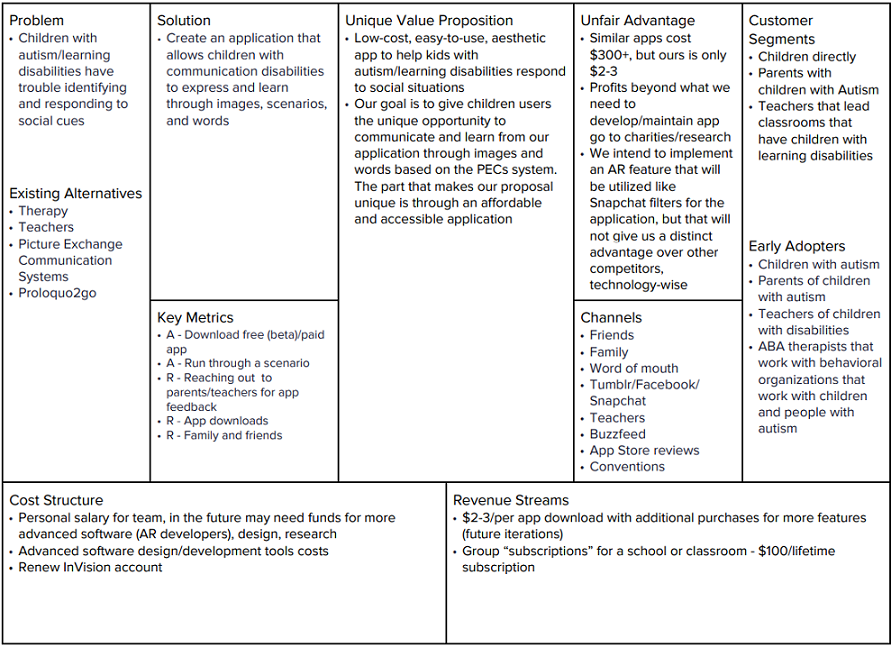 Problem
• Children with
autism/learning
disabilities have
trouble identifying
and responding to
social cues
Existing Alternatives
• Therapy
• Teachers
• Picture Exchange
Communication
Systems
• Proloquo2go
Solution
• Create an application that
allows children with
communication disabilities
to express and learn
through images, scenarios,
and words
Key Metrics
• A - Download free (beta)/paid
app
• A - Run through a scenario
• R - Reaching out to
parents/teachers for app
feedback
• R - App downloads
• R - Family and friends
Unique Value Proposition
• Low-cost, easy-to-use, aesthetic
app to help kids with
autism/learning disabilities respond
to social situations
• Our goal is to give children users
the unique opportunity to
communicate and learn from our
application through images and
words based on the PECs system.
The part that makes our proposal
unique is through an affordable
and accessible application
Unfair Advantage
• Similar apps cost
$300+, but ours is only
$2-3
• Profits beyond what we
need to
develop/maintain app
go to charities/research
• We intend to implement
an AR feature that will
be utilized like
Snapchat filters for the
application, but that will
not give us a distinct
advantage over other
competitors,
technology-wise
Channels
• Friends
• Family
• Word of mouth
• Tumblr/Facebook/
Snapchat
• Teachers
• Buzzfeed
• App Store reviews
• Conventions
Customer
Segments
• Children directly
• Parents with
children with Autism
• Teachers that lead
classrooms that
have children with
learning disabilities
Early Adopters
• Children with autism
• Parents of children
with autism
• Teachers of children
with disabilities
• ABA therapists that
work with behavioral
organizations that
work with children
and people with
autism
Cost Structure
• Personal salary for team, in the future may need funds for more
advanced software (AR developers), design, research
• Advanced software design/development tools costs
• Renew InVision account
Revenue Streams
• $2-3/per app download with additional purchases for more features
(future iterations)
• Group “subscriptions” for a school or classroom - $100/lifetime
subscription